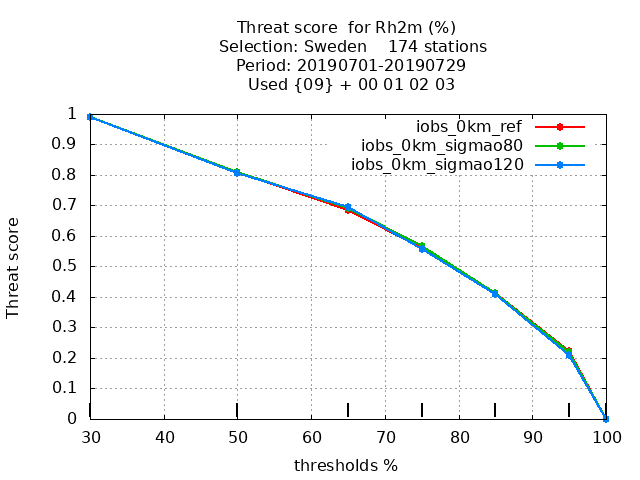 Threat score  for Rh2m (%)
Selection: Sweden    174 stations
Period: 20190701-20190729
Used {09} + 00 01 02 03
iobs_0km_ref
iobs_0km_sigmao80
iobs_0km_sigmao120
Threat score
1
0.9
0.8
0.7
0.6
0.5
0.4
0.3
0.2
0.1
0
30 40 50 60 70 80 90 100
thresholds %